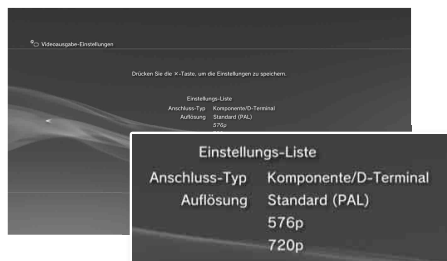 Videoausgabe-Einstellungen
Drücken Sie die ×-Taste, um die Einstellungen zu speichern.
Einstellungs-Liste
Anschluss-Typ Komponente/D-Terminal
Auflösung Standard (PAL)
576p
Einstellungs-Liste
Anschluss-Typ Komponente/D-Terminal
Auflösung Standard (PAL)
576p
720p